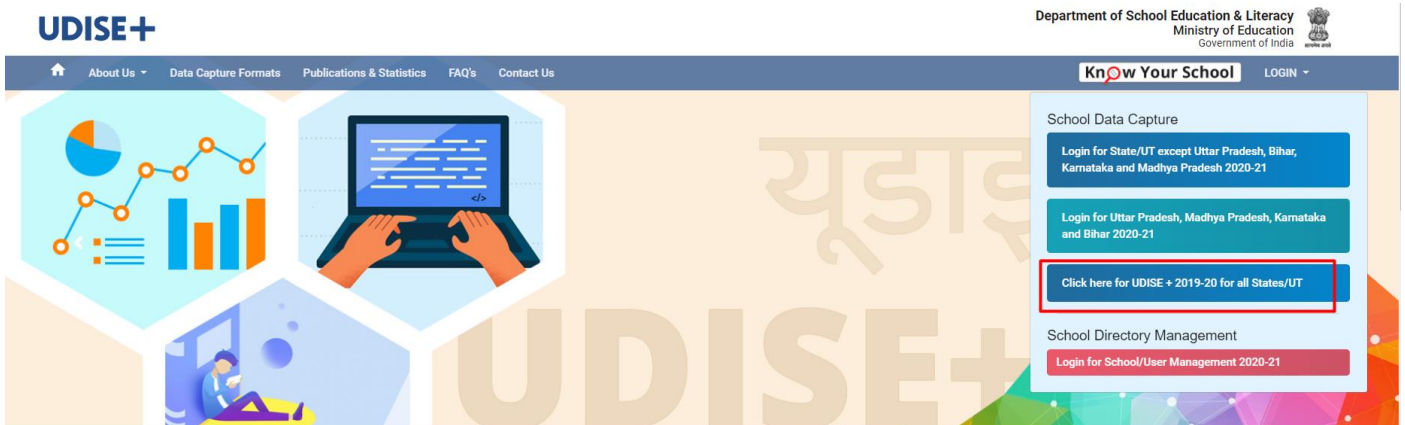 UDISE+
Department of School Education & Literacy
Ministry of Education
Government of India
सत्यमेव जयते
About Us
Data Capture Formats
Publications & Statistics
FAQ's
Contact Us
Know Your School
LOGIN
School Data Capture
Login for State/UT except Uttar Pradesh, Bihar,
Karnataka and Madhya Pradesh 2020-21
Login for Uttar Pradesh, Madhya Pradesh, Karnataka
and Bihar 2020-21
Click here for UDISE + 2019-20 for all States/UT
School Directory Management
Login for School/User Management 2020-21
</>
यूडाइ
UDISE+